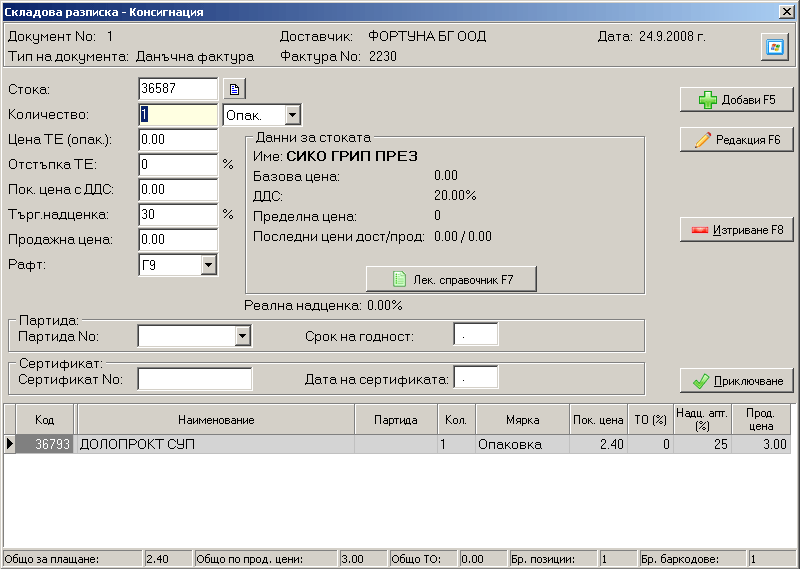 Складова разписка - Консигнация
Документ No: 1 Доставчик: ФОРТУНА БГ ООД Дата: 24.9.2008 г.
Тип на документа: Данъчна фактура Фактура No: 2230
Стока: 36587
Количество: 1 Опак.
Добави F5
Цена ТЕ (опак.): 0.00
Данни за стоката
Редакция F6
Име: СИКО ГРИП ПРЕЗ
Отстъпка ТЕ: 0 %
Базова цена: 0.00
Пок. цена с ДДС: 0.00
ДДС: 20.00%
Търг.надценка: 30 %
Пределна цена: 0
Изтриване F8
Продажна цена: 0.00
Последни цени дост/прод: 0.00 / 0.00
Рафт: Г9
Лек. справочник F7
Реална надценка: 0.00%
Партида:
Партида No: Срок на годност: .
Сертификат:
Сертификат No: Дата на сертификата: .
Приключване
Код Наименование Партида Кол. Мярка Пок. цена ТО (%) Надц. апт. (%) Прод. цена
36793 ДОЛОПРОКТ СУП 1 Опаковка 2.40 0 25 3.00
Общо за плащане: 2.40 Общо по прод. цени: 3.00 Общо ТО: 0.00 Бр. позиции: 1 Бр. баркодове: 1